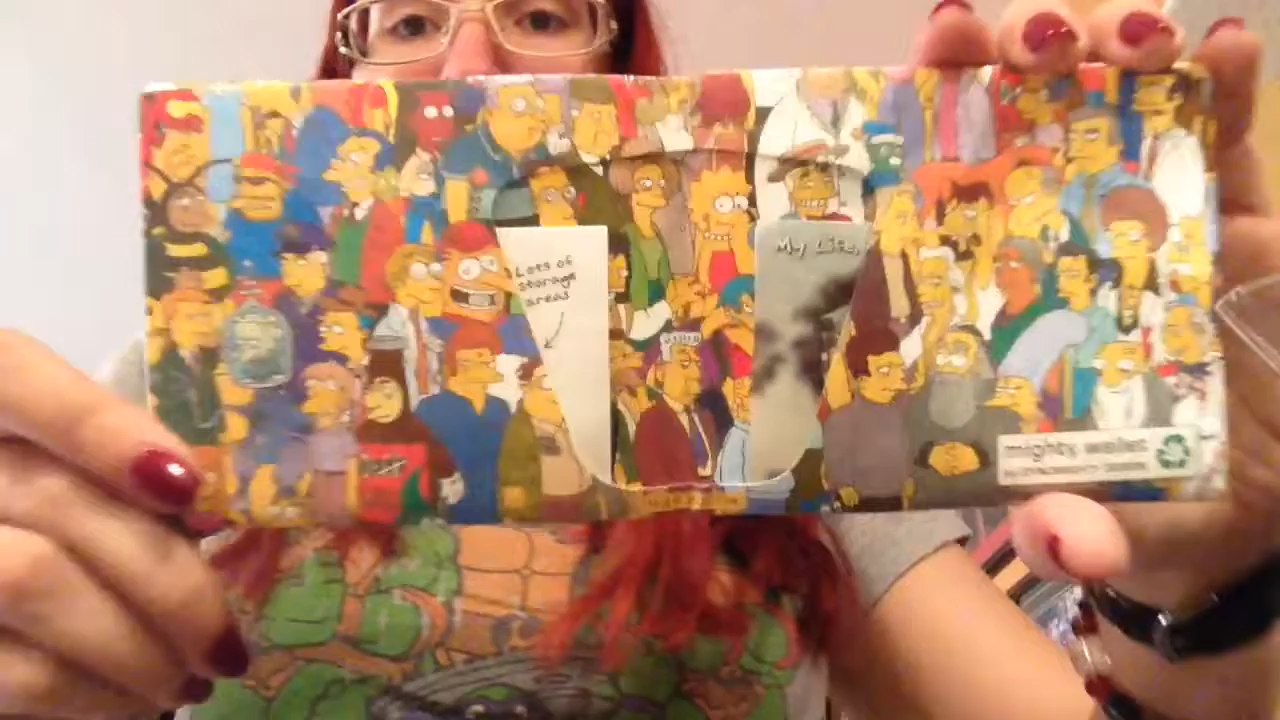 Lots of
storage
areas
My Life,
mighty wallet